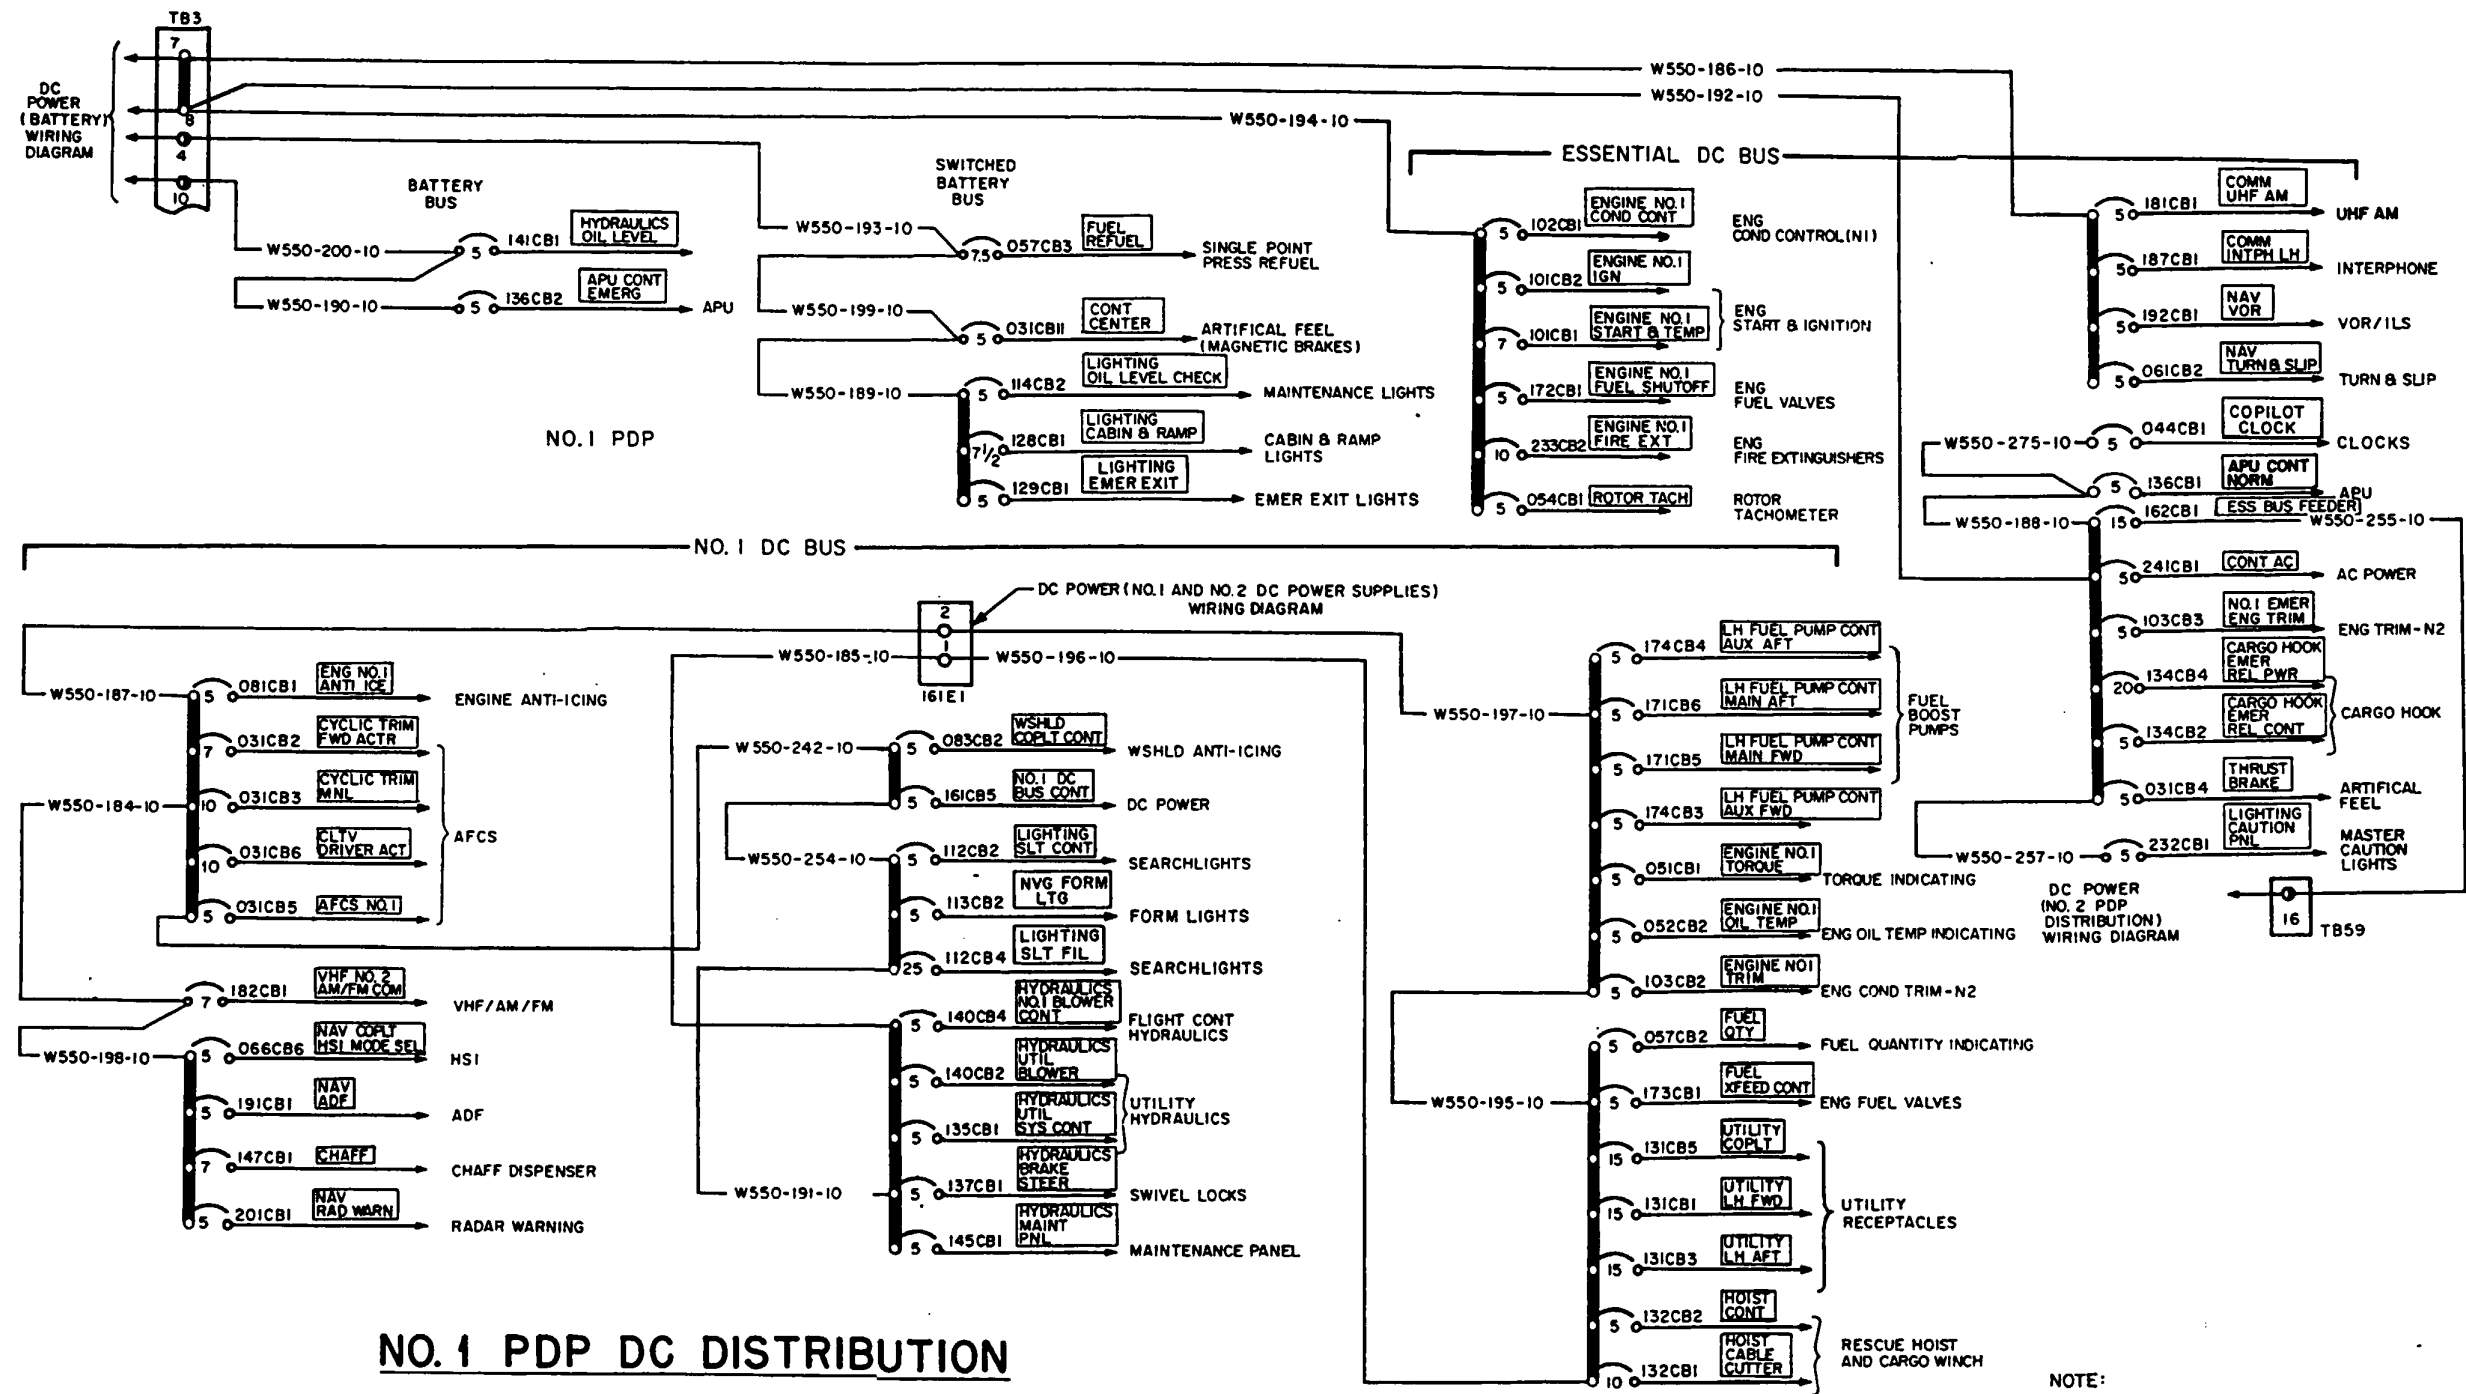 TB3
7
8
4
10
DC
POWER
(BATTERY)
WIRING
DIAGRAM
W550-186-10
W550-192-10
W550-194-10
BATTERY
BUS
W550-200-10
5
141CB1
HYDRAULICS
OIL LEVEL
W550-190-10
5
136CB2
APU CONT
EMERG
APU
NO.1 PDP
SWITCHED
BATTERY
BUS
W550-193-10
7.5
057CB3
FUEL
REFUEL
SINGLE POINT
PRESS REFUEL
W550-199-10
5
031CB11
CONT
CENTER
ARTIFICAL FEEL
(MAGNETIC BRAKES)
W550-189-10
5
114CB2
LIGHTING
OIL LEVEL CHECK
MAINTENANCE LIGHTS
7 1/2
128CB1
LIGHTING
CABIN & RAMP
CABIN & RAMP
LIGHTS
5
129CB1
LIGHTING
EMER EXIT
EMER EXIT LIGHTS
ESSENTIAL DC BUS
5
102CB1
ENGINE NO.1
COND CONT
ENG
COND CONTROL(N1)
5
101CB2
ENGINE NO.1
IGN
7
101CB1
ENGINE NO.1
START & TEMP
ENG
START & IGNITION
5
172CB1
ENGINE NO.1
FUEL SHUTOFF
ENG
FUEL VALVES
10
233CB2
ENGINE NO.1
FIRE EXT
ENG
FIRE EXTINGUISHERS
5
054CB1
ROTOR TACH
ROTOR
TACHOMETER
5
181CB1
COMM
UHF AM
UHF AM
5
187CB1
COMM
INTPH LH
INTERPHONE
5
192CB1
NAV
VOR
VOR/ILS
5
061CB2
NAV
TURN & SLIP
TURN & SLIP
W550-275-10
5
044CB1
COPILOT
CLOCK
CLOCKS
5
136CB1
APU CONT
NORM
APU
W550-188-10
15
162CB1
ESS BUS FEEDER
W550-255-10
5
241CB1
CONT AC
AC POWER
5
103CB3
NO.1 EMER
ENG TRIM
ENG TRIM-N2
20
134CB4
CARGO HOOK
EMER
REL PWR
5
134CB2
CARGO HOOK
EMER
REL CONT
CARGO HOOK
5
031CB4
THRUST
BRAKE
ARTIFICAL
FEEL
W550-257-10
5
232CB1
LIGHTING
CAUTION
PNL
MASTER
CAUTION
LIGHTS
DC POWER
(NO. 2 PDP
DISTRIBUTION)
WIRING DIAGRAM
16
TB59
NO. 1 DC BUS
2
161E1
DC POWER (NO.1 AND NO.2 DC POWER SUPPLIES)
WIRING DIAGRAM
W550-185-10
W550-196-10
W550-187-10
5
081CB1
ENG NO.1
ANTI ICE
ENGINE ANTI-ICING
7
031CB2
CYCLIC TRIM
FWD ACTR
W550-184-10
10
031CB3
CYCLIC TRIM
MNL
10
031CB6
CLTV
DRIVER ACT
5
031CB5
AFCS NO.1
AFCS
7
182CB1
VHF NO. 2
AM/FM COM
VHF/AM/FM
W550-198-10
5
066CB6
NAV COPLT
HSI MODE SEL
HSI
5
191CB1
NAV
ADF
ADF
7
147CB1
CHAFF
CHAFF DISPENSER
5
201CB1
NAV
RAD WARN
RADAR WARNING
W550-242-10
5
083CB2
WSHLD
COPLT CONT
WSHLD ANTI-ICING
5
161CB5
NO.1 DC
BUS CONT
DC POWER
W550-254-10
5
112CB2
LIGHTING
SLT CONT
SEARCHLIGHTS
5
113CB2
NVG FORM
LTG
FORM LIGHTS
25
112CB4
LIGHTING
SLT FIL
SEARCHLIGHTS
5
140CB4
HYDRAULICS
NO.1 BLOWER
CONT
FLIGHT CONT
HYDRAULICS
5
140CB2
HYDRAULICS
UTIL
BLOWER
5
135CB1
HYDRAULICS
UTIL
SYS CONT
UTILITY
HYDRAULICS
W550-191-10
5
137CB1
HYDRAULICS
BRAKE
STEER
SWIVEL LOCKS
5
145CB1
HYDRAULICS
MAINT
PNL
MAINTENANCE PANEL
5
174CB4
LH FUEL PUMP CONT
AUX AFT
W550-197-10
5
171CB6
LH FUEL PUMP CONT
MAIN AFT
5
171CB5
LH FUEL PUMP CONT
MAIN FWD
FUEL
BOOST
PUMPS
5
174CB3
LH FUEL PUMP CONT
AUX FWD
5
051CB1
ENGINE NO.1
TORQUE
TORQUE INDICATING
5
052CB2
ENGINE NO.1
OIL TEMP
ENG OIL TEMP INDICATING
5
103CB2
ENGINE NO1
TRIM
ENG COND TRIM-N2
5
057CB2
FUEL
QTY
FUEL QUANTITY INDICATING
W550-195-10
5
173CB1
FUEL
XFEED CONT
ENG FUEL VALVES
15
131CB5
UTILITY
COPLT
15
131CB1
UTILITY
LH FWD
15
131CB3
UTILITY
LH AFT
UTILITY
RECEPTACLES
5
132CB2
HOIST
CONT
10
132CB1
HOIST
CABLE
CUTTER
RESCUE HOIST
AND CARGO WINCH
NO. 1 PDP DC DISTRIBUTION
NOTE: